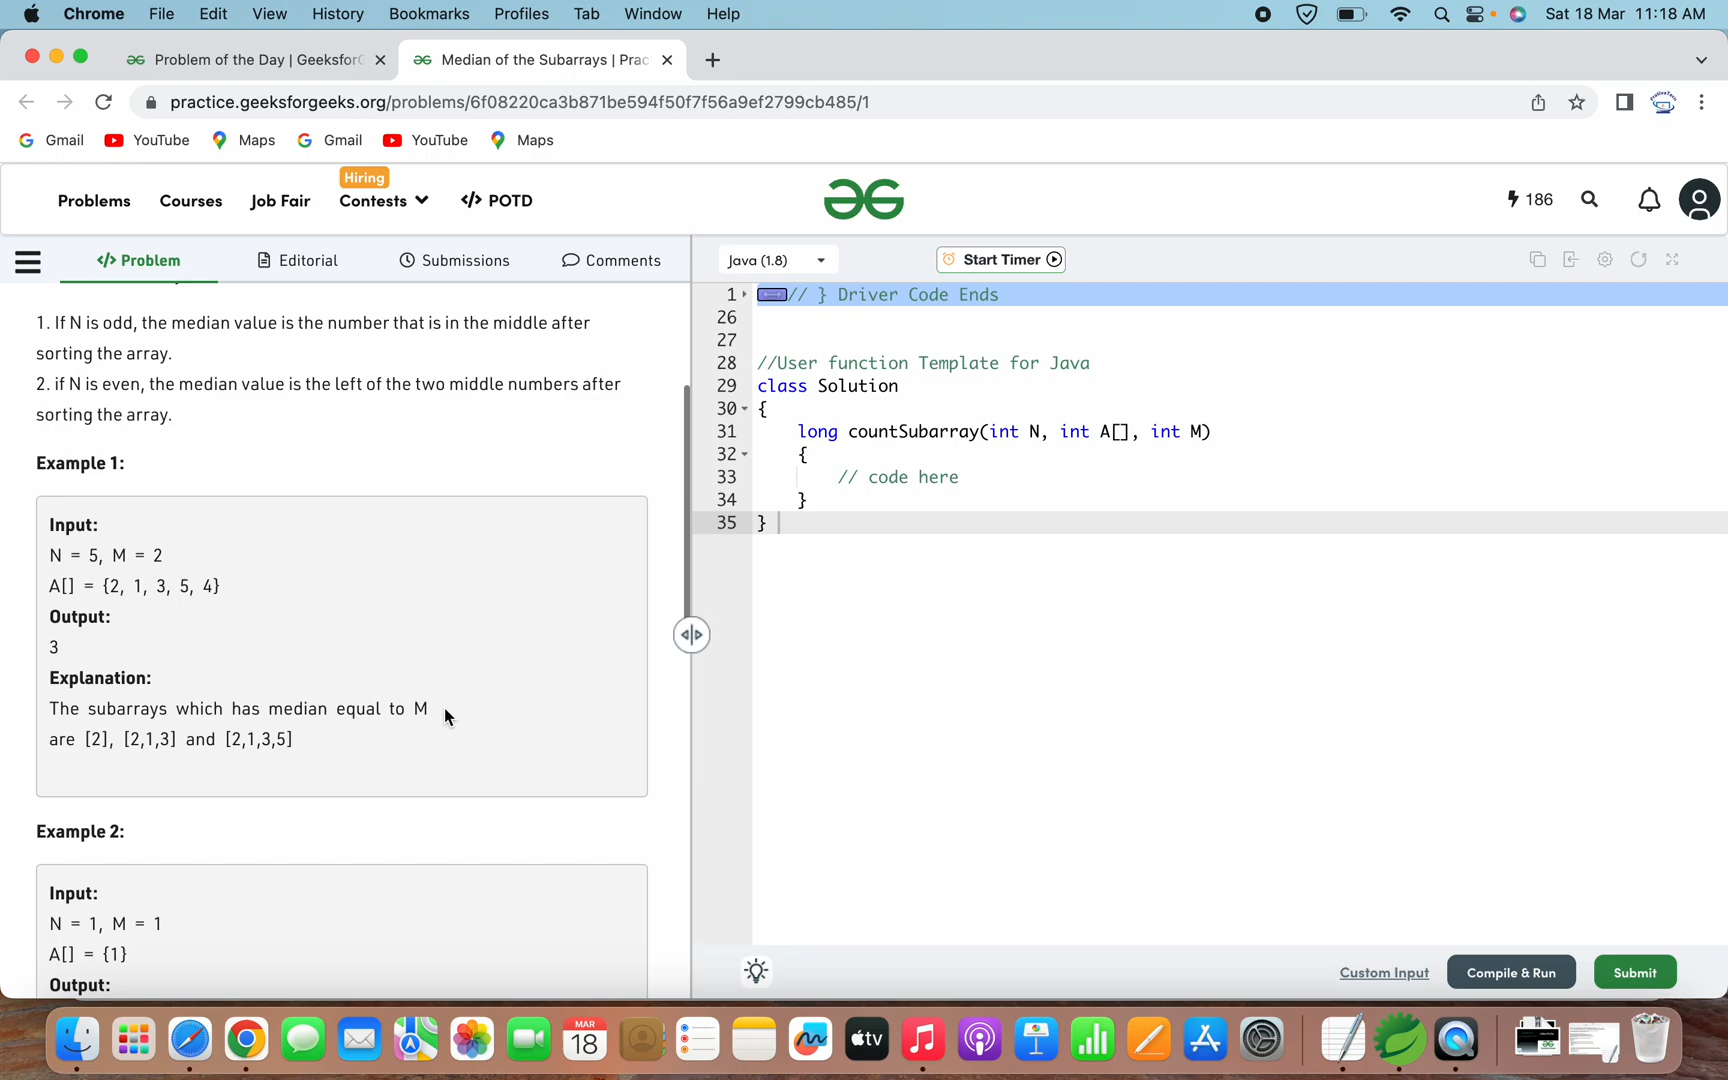 Chrome File Edit View History Bookmarks Profiles Tab Window Help Sat 18 Mar 11:18 AM
Problem of the Day | Geeksfor Median of the Subarrays | Prac
practice.geeksforgeeks.org/problems/6f08220ca3b871be594f50f7f56a9ef2799cb485/1
Gmail YouTube Maps Gmail YouTube Maps
Hiring
Problems Courses Job Fair Contests </> POTD 186
</> Problem Editorial Submissions Comments Java (1.8) Start Timer
1. If N is odd, the median value is the number that is in the middle after
sorting the array.
2. if N is even, the median value is the left of the two middle numbers after
sorting the array.
Example 1:
Input:
N = 5, M = 2
A[] = {2, 1, 3, 5, 4}
Output:
3
Explanation:
The subarrays which has median equal to M
are [2], [2,1,3] and [2,1,3,5]
Example 2:
Input:
N = 1, M = 1
A[] = {1}
Output:
1 // } Driver Code Ends
26
27
28 //User function Template for Java
29 class Solution
30 {
31 long countSubarray(int N, int A[], int M)
32 {
33 // code here
34 }
35 }
Custom Input Compile & Run Submit
MAR
18
tv